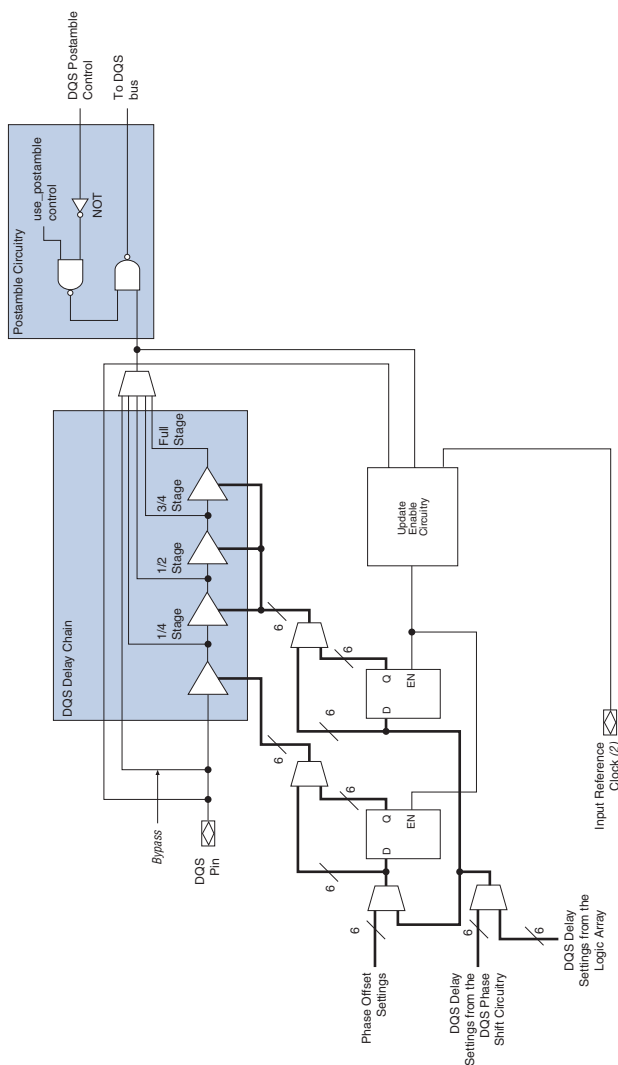 DQS Postamble
Control
To DQS
bus
Postamble Circuitry
use_postamble
control
NOT
DQS Delay Chain
1/4
Stage
1/2
Stage
3/4
Stage
Full
Stage
Bypass
DQS
Pin
6
6
6
6
6
6
D
Q
EN
D
Q
EN
Update
Enable
Circuitry
Phase Offset
Settings
6
6
6
DQS Delay
Settings from the
DQS Phase
Shift Circuitry
DQS Delay
Settings from the
Logic Array
Input Reference
Clock (2)